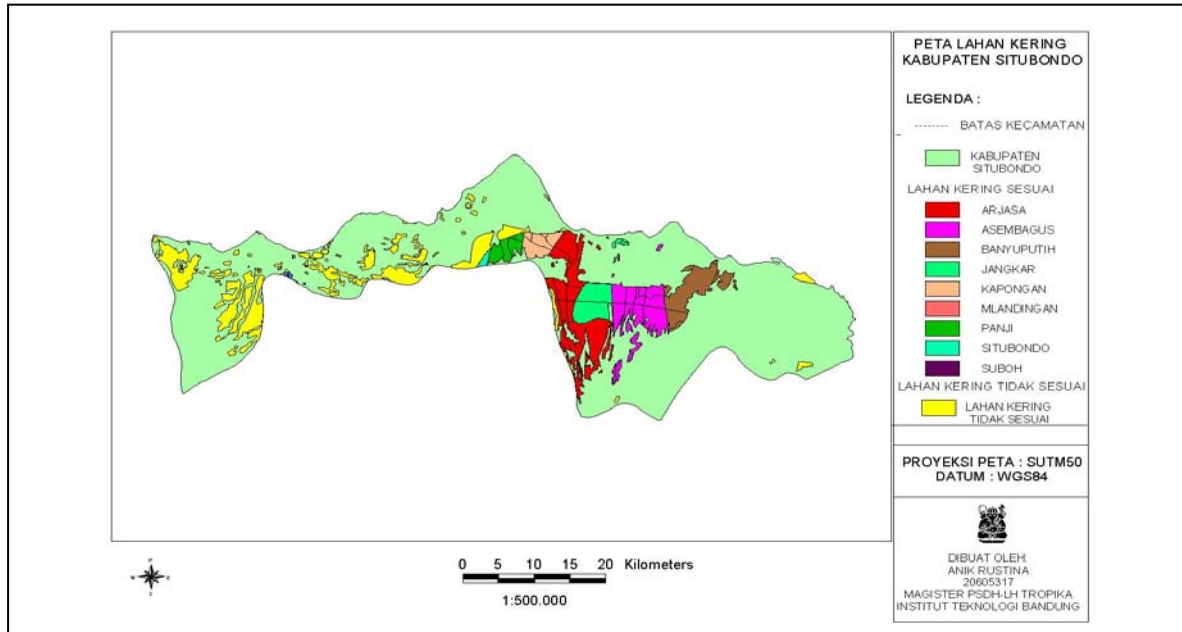 PETA LAHAN KERING
KABUPATEN SITUBONDO
LEGENDA :
BATAS KECAMATAN
KABUPATEN
SITUBONDO
LAHAN KERING SESUAI
ARJASA
ASEMBAGUS
BANYUPUTIH
JANGKAR
KAPONGAN
MLANDINGAN
PANJI
SITUBONDO
SUBOH
LAHAN KERING TIDAK SESUAI
LAHAN KERING
TIDAK SESUAI
PROYEKSI PETA : SUTM50
DATUM : WGS84
DIBUAT OLEH:
ANIK RUSTINA
20605317
MAGISTER PSDH-LH TROPIKA
INSTITUT TEKNOLOGI BANDUNG
0 5 10 15 20 Kilometers
1:500.000